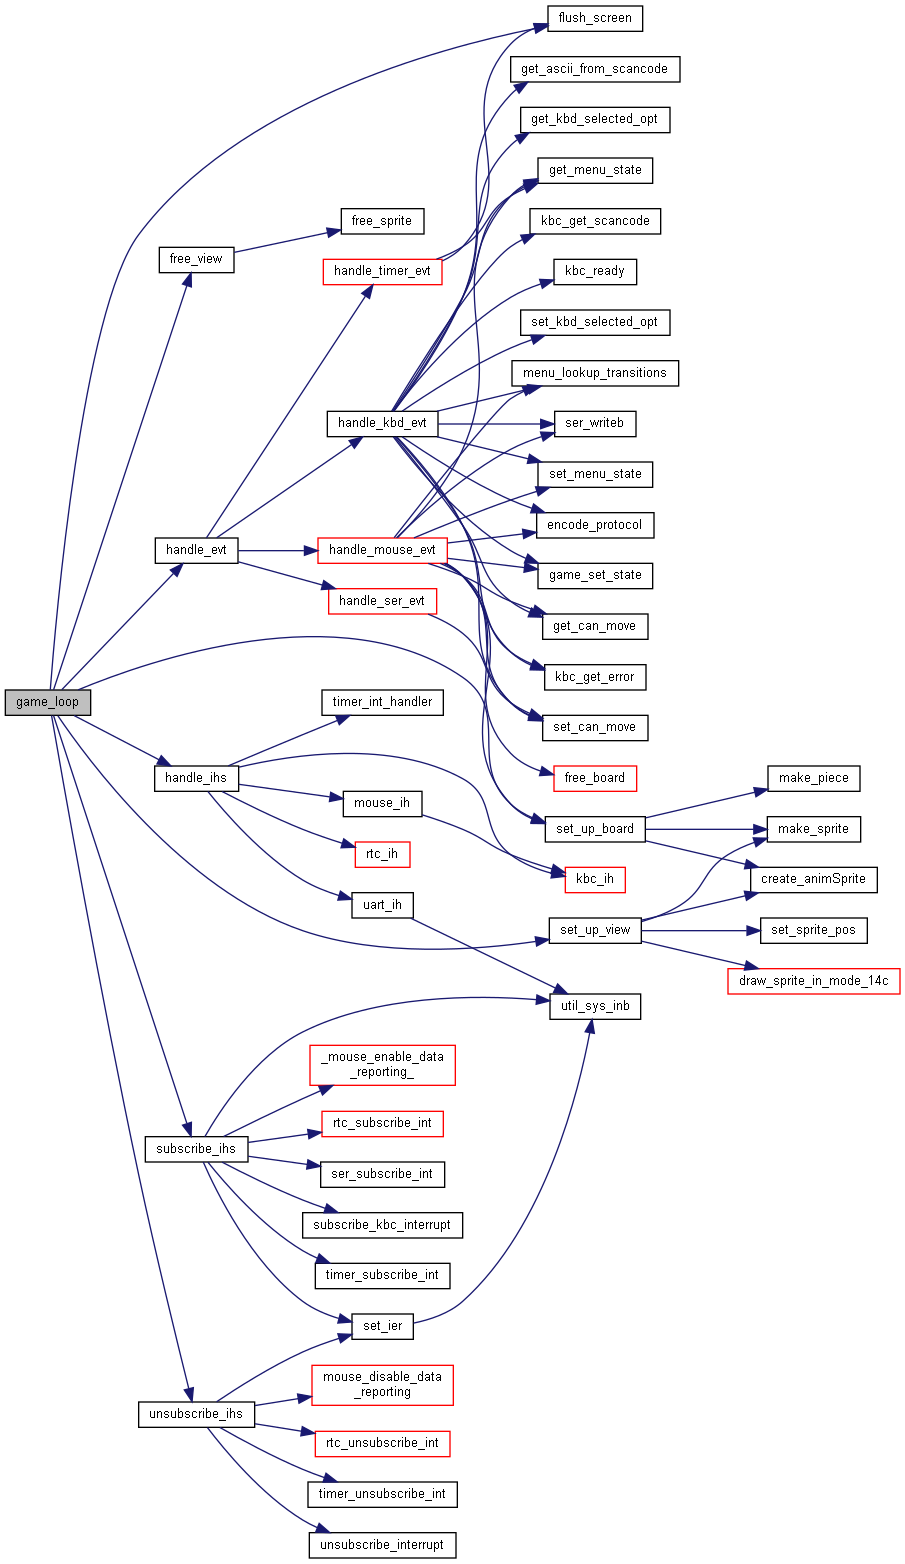 flush_screen
get_ascii_from_scancode
get_kbd_selected_opt
get_menu_state
free_sprite
kbc_get_scancode
free_view
handle_timer_evt
kbc_ready
set_kbd_selected_opt
menu_lookup_transitions
handle_kbd_evt
ser_writeb
set_menu_state
encode_protocol
handle_evt
handle_mouse_evt
game_set_state
handle_ser_evt
get_can_move
kbc_get_error
game_loop
timer_int_handler
set_can_move
handle_ihs
free_board
make_piece
mouse_ih
set_up_board
make_sprite
rtc_ih
kbc_ih
create_animSprite
uart_ih
set_up_view
set_sprite_pos
draw_sprite_in_mode_14c
util_sys_inb
_mouse_enable_data
_reporting_
rtc_subscribe_int
subscribe_ihs
ser_subscribe_int
subscribe_kbc_interrupt
timer_subscribe_int
set_ier
mouse_disable_data
_reporting
unsubscribe_ihs
rtc_unsubscribe_int
timer_unsubscribe_int
unsubscribe_interrupt